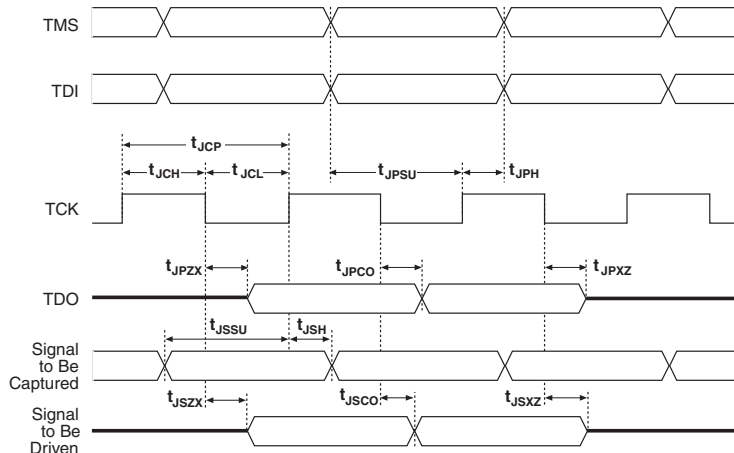 TMS
TDI
tJCP
tJCH
tJCL
tJPSU
tJPH
TCK
tJPZX
tJPCO
tJPXZ
TDO
tJSSU
tJSH
Signal
to Be
Captured
tJSZX
tJSCO
tJSXZ
Signal
to Be
Driven